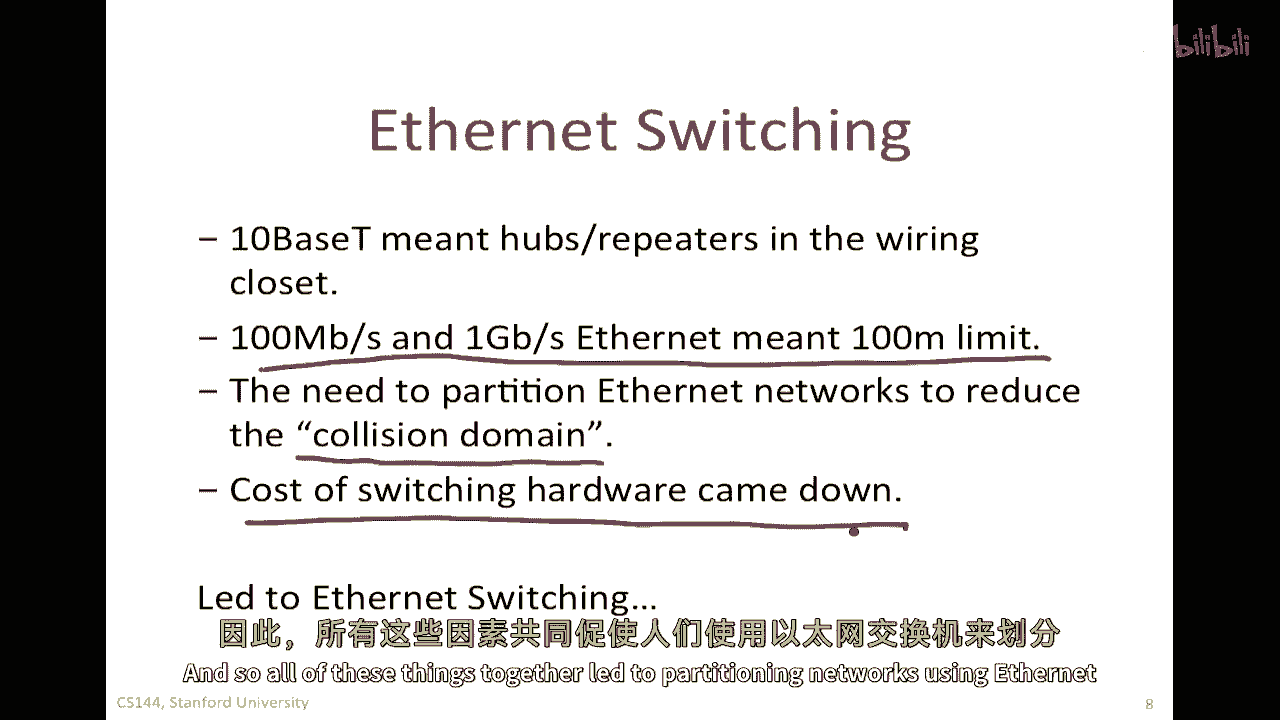 bilibili
Ethernet Switching
– 10BaseT meant hubs/repeaters in the wiring
closet.
– 100Mb/s and 1Gb/s Ethernet meant 100m limit.
– The need to partition Ethernet networks to reduce
the “collision domain”.
– Cost of switching hardware came down.
Led to Ethernet Switching...
因此，所有这些因素共同促使人们使用以太网交换机来划分
And so all of these things together led to partitioning networks using Ethernet
CS144, Stanford University
8